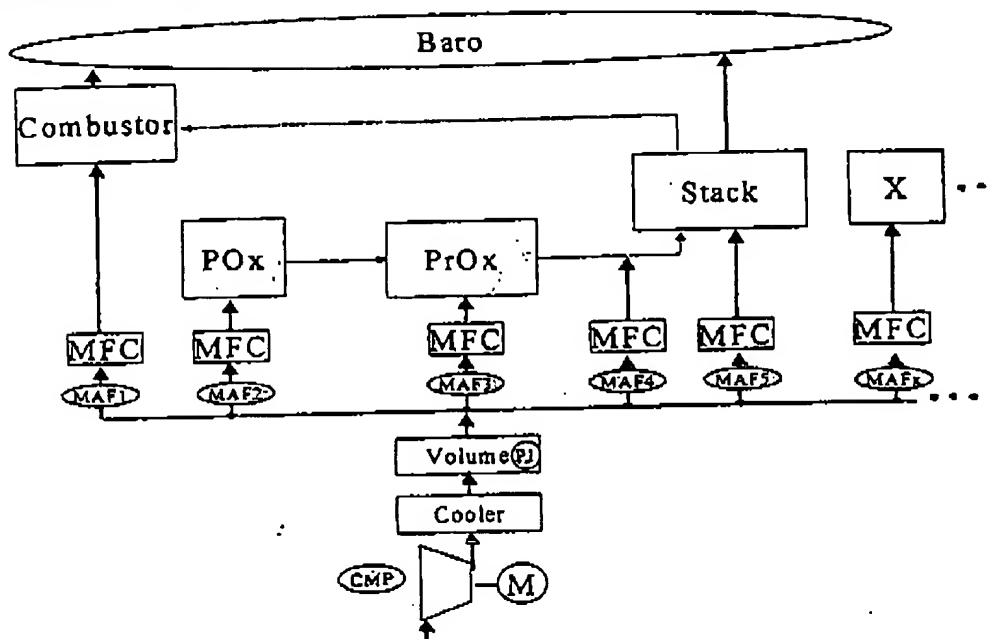 Baro
Combustor
Stack
X
POx
PrOx
MFC MFC MFC MFC MFC MFC
MAF1 MAF2 MAF3 MAF4 MAF5 MAFx
Volume P1
Cooler
CMP M